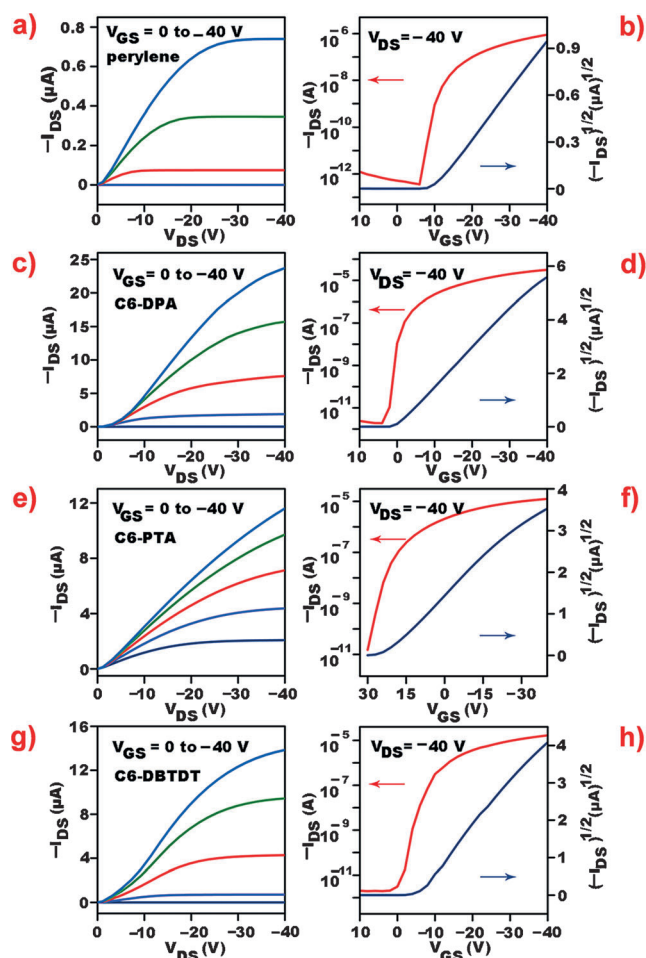 a)
V_GS = 0 to −40 V
perylene
−I_DS (µA)
0.8
0.6
0.4
0.2
0
0 −10 −20 −30 −40
V_DS (V)
b)
V_DS = −40 V
−I_DS (A)
10^−6
10^−8
10^−10
10^−12
0.9
0.6
0.3
0
(−I_DS)^1/2 (µA)^1/2
10 0 −10 −20 −30 −40
V_GS (V)
c)
V_GS = 0 to −40 V
C6-DPA
−I_DS (µA)
25
20
15
10
5
0
0 −10 −20 −30 −40
V_DS (V)
d)
V_DS = −40 V
−I_DS (A)
10^−5
10^−7
10^−9
10^−11
6
4
2
0
(−I_DS)^1/2 (µA)^1/2
10 0 −10 −20 −30 −40
V_GS (V)
e)
V_GS = 0 to −40 V
C6-PTA
−I_DS (µA)
12
8
4
0
0 −10 −20 −30 −40
V_DS (V)
f)
V_DS = −40 V
−I_DS (A)
10^−5
10^−7
10^−9
10^−11
4
3
2
1
0
(−I_DS)^1/2 (µA)^1/2
30 15 0 −15 −30
V_GS (V)
g)
V_GS = 0 to −40 V
C6-DBTDT
−I_DS (µA)
16
12
8
4
0
0 −10 −20 −30 −40
V_DS (V)
h)
V_DS = −40 V
−I_DS (A)
10^−5
10^−7
10^−9
10^−11
4
3
2
1
0
(−I_DS)^1/2 (µA)^1/2
10 0 −10 −20 −30 −40
V_GS (V)